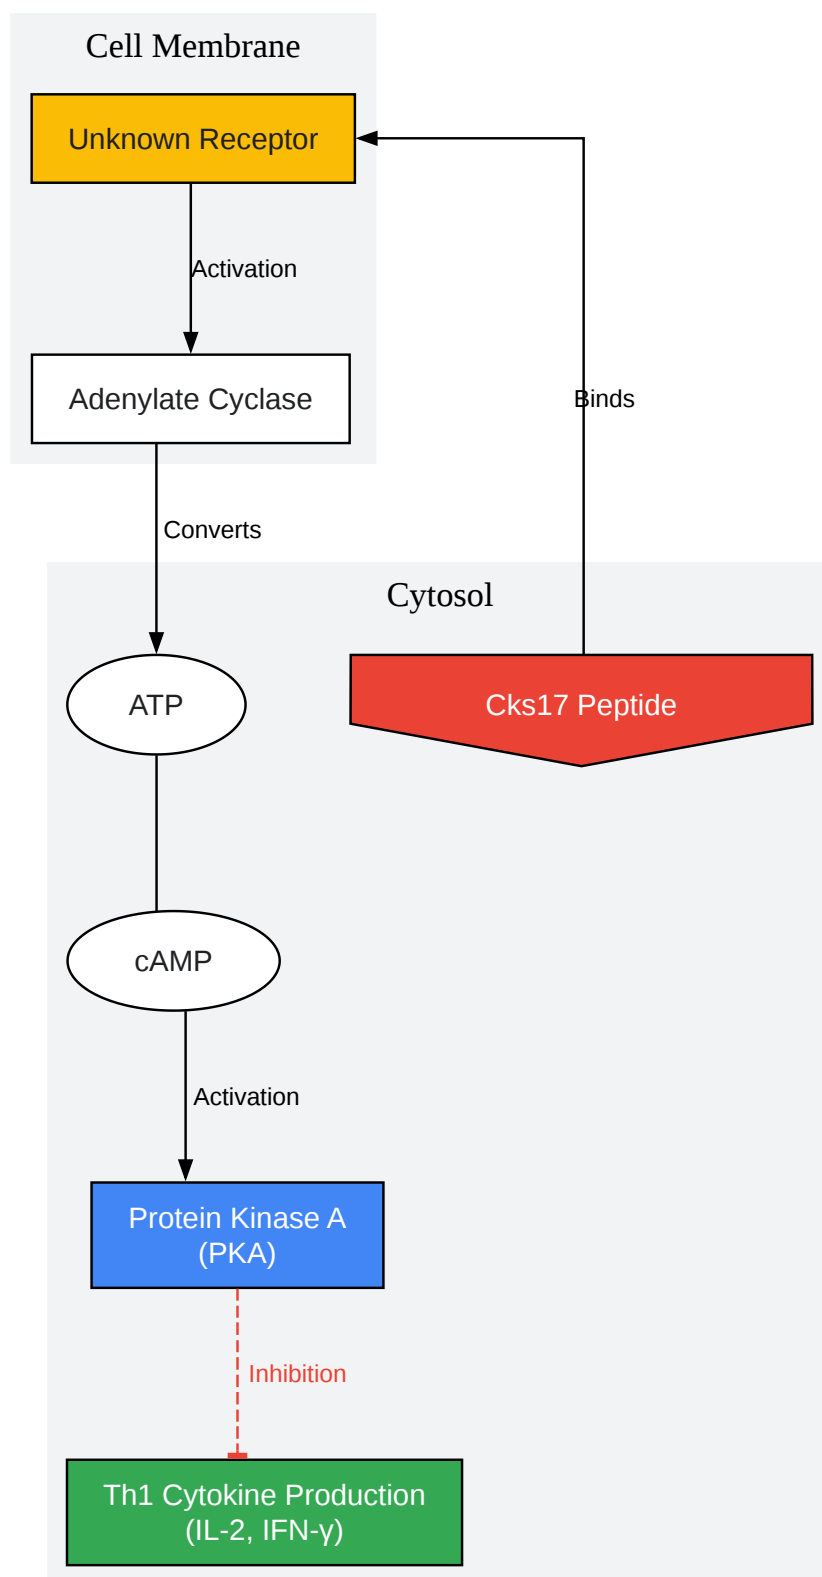 Cell Membrane
Unknown Receptor
Activation
Adenylate Cyclase
Binds
Converts
Cytosol
ATP
Cks17 Peptide
cAMP
Activation
Protein Kinase A
(PKA)
Inhibition
Th1 Cytokine Production
(IL-2, IFN-γ)